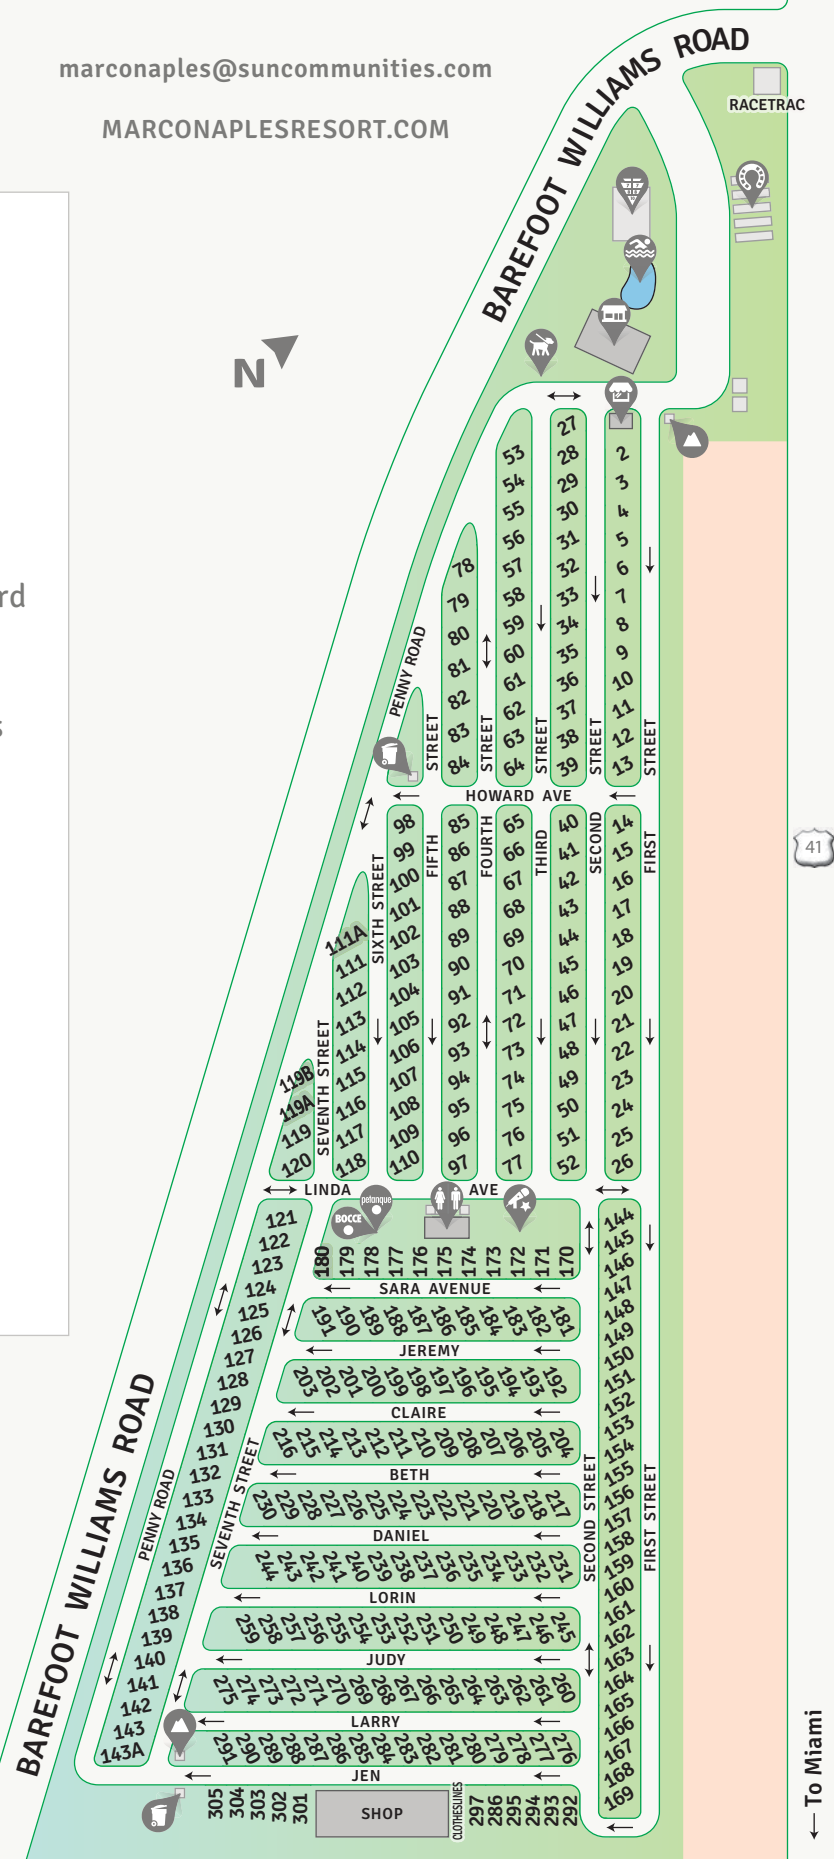 marconaples@suncommunities.com
MARCONAPLESRESORT.COM
BAREFOOT WILLIAMS ROAD
RACETRAC
N
rd
s
27
53 28 2
54 29 3
55 30 4
56 31 5
78 57 32 6
79 58 33 7
80 59 34 8
81 60 35 9
82 61 36 10
83 62 37 11
84 63 38 12
64 39 13
PENNY ROAD
STREET STREET STREET STREET STREET
HOWARD AVE
98 85 65 40 14
99 86 66 41 15
100 87 67 42 16
101 88 68 43 17
111A 102 89 69 44 18
111 103 90 70 45 19
112 104 91 71 46 20
113 105 92 72 47 21
114 106 93 73 48 22
119B 115 107 94 74 49 23
119A 116 108 95 75 50 24
119 117 109 96 76 51 25
120 118 110 97 77 52 26
SEVENTH STREET
SIXTH STREET
FIFTH
FOURTH
THIRD
SECOND
FIRST
41
LINDA AVE
petanque
BOCCE
180 179 178 177 176 175 174 173 172 171 170
SARA AVENUE
191 190 189 188 187 186 185 184 183 182 181
JEREMY
203 202 201 200 199 198 197 196 195 194 193 192
CLAIRE
216 215 214 213 212 211 210 209 208 207 206 205 204
BETH
230 229 228 227 226 225 224 223 222 221 220 219 218 217
DANIEL
244 243 242 241 240 239 238 237 236 235 234 233 232 231
LORIN
259 258 257 256 255 254 253 252 251 250 249 248 247 246 245
JUDY
275 274 273 272 271 270 269 268 267 266 265 264 263 262 261 260
LARRY
291 290 289 288 287 286 285 284 283 282 281 280 279 278 277 276
JEN
305 304 303 302 301
SHOP
CLOTHESLINES
297 286 295 294 293 292
121
122
123
124
125
126
127
128
129
130
131
132
133
134
135
136
137
138
139
140
141
142
143
143A
144
145
146
147
148
149
150
151
152
153
154
155
156
157
158
159
160
161
162
163
164
165
166
167
168
169
BAREFOOT WILLIAMS ROAD
PENNY ROAD
SEVENTH STREET
SECOND STREET
FIRST STREET
To Miami